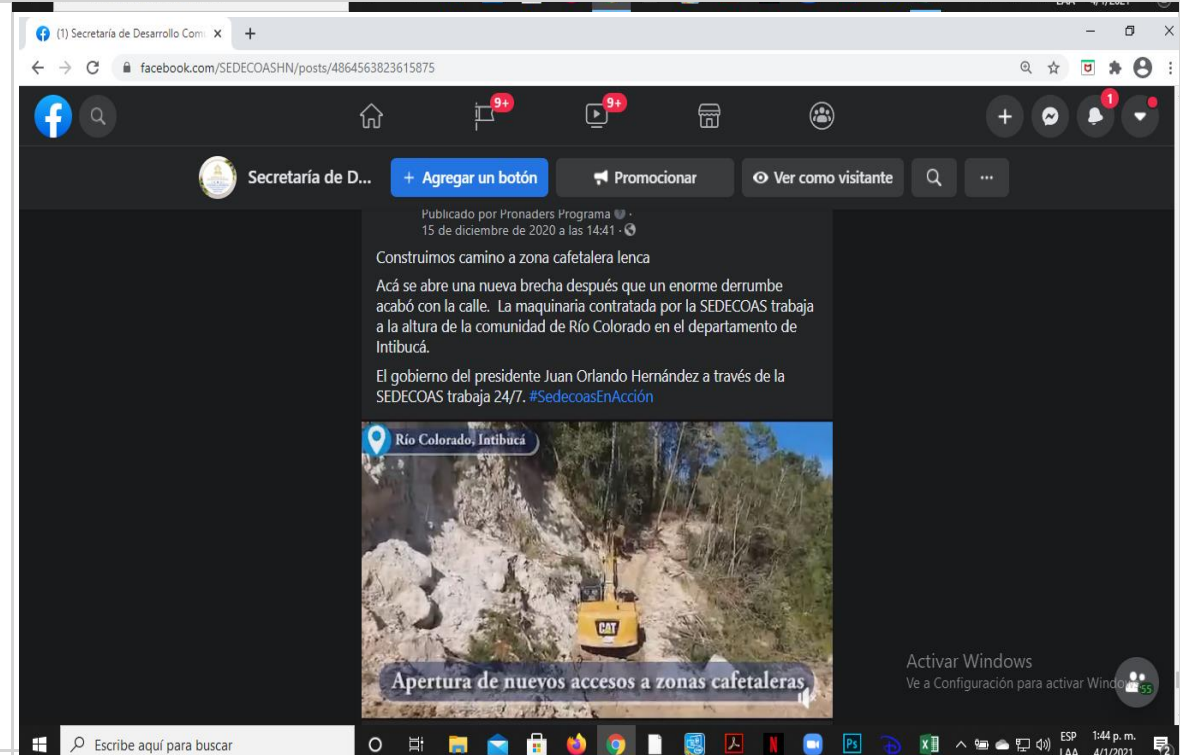 (1) Secretaría de Desarrollo Com
facebook.com/SEDECOASHN/posts/4864563823615875
9+
9+
1
Secretaría de D...
+ Agregar un botón
Promocionar
Ver como visitante
Publicado por Pronaders Programa
15 de diciembre de 2020 a las 14:41 ·
Construimos camino a zona cafetalera lenca
Acá se abre una nueva brecha después que un enorme derrumbe
acabó con la calle. La maquinaria contratada por la SEDECOAS trabaja
a la altura de la comunidad de Río Colorado en el departamento de
Intibucá.
El gobierno del presidente Juan Orlando Hernández a través de la
SEDECOAS trabaja 24/7. #SedecoasEnAcción
Río Colorado, Intibucá
CAT
Apertura de nuevos accesos a zonas cafetaleras
Activar Windows
Ve a Configuración para activar
55
Escribe aquí para buscar
Ps
ESP
LAA
1:44 p. m.
4/1/2021
2